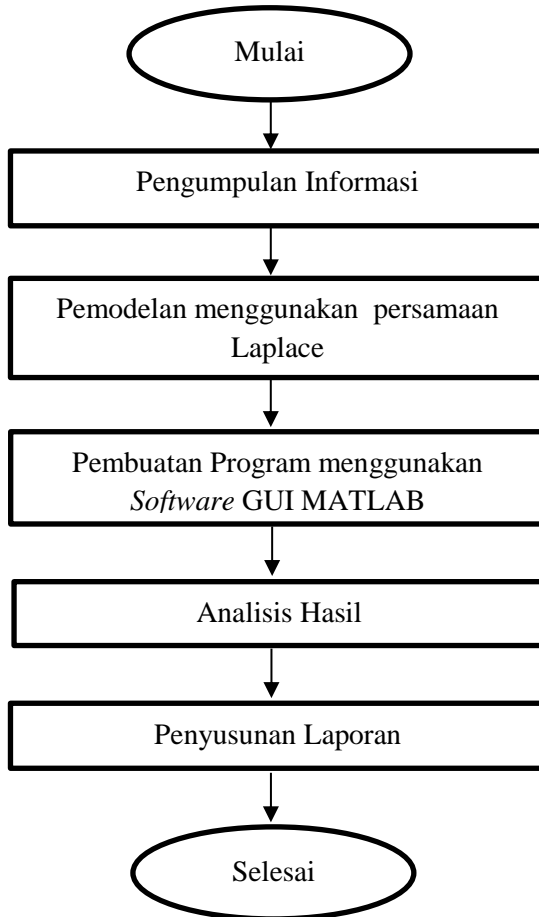 Mulai
Pengumpulan Informasi
Pemodelan menggunakan persamaan
Laplace
Pembuatan Program menggunakan
Software GUI MATLAB
Analisis Hasil
Penyusunan Laporan
Selesai